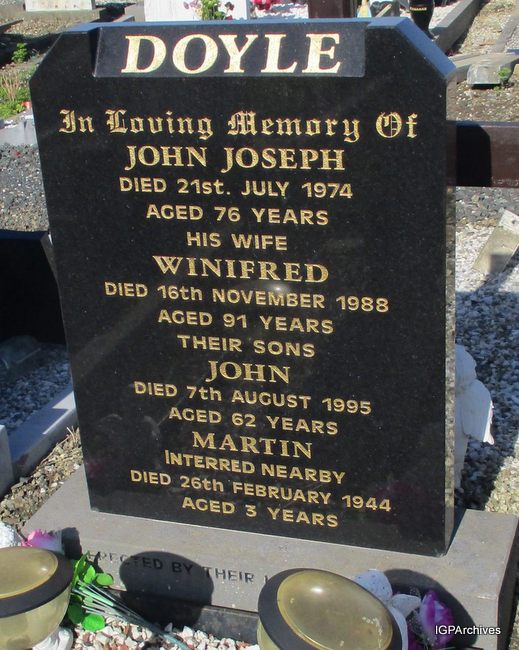 DOYLE
In Loving Memory Of
JOHN JOSEPH
DIED 21st. JULY 1974
AGED 76 YEARS
HIS WIFE
WINIFRED
DIED 16th NOVEMBER 1988
AGED 91 YEARS
THEIR SONS
JOHN
DIED 7th AUGUST 1995
AGED 62 YEARS
MARTIN
INTERRED NEARBY
DIED 26th FEBRUARY 1944
AGED 3 YEARS
ERECTED BY THEIR
IGPArchives